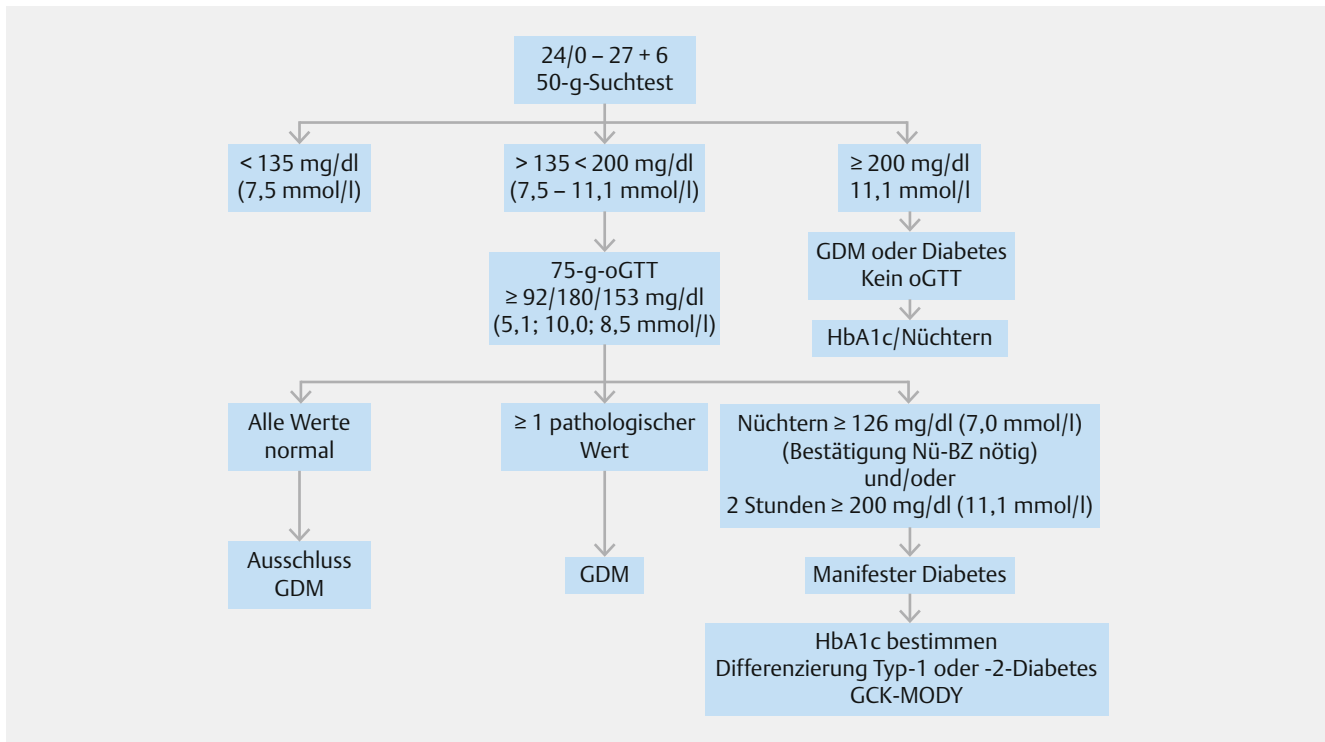 24/0 – 27 + 6
50-g-Suchtest
< 135 mg/dl
(7,5 mmol/l)
> 135 < 200 mg/dl
(7,5 – 11,1 mmol/l)
≥ 200 mg/dl
11,1 mmol/l
75-g-oGTT
≥ 92/180/153 mg/dl
(5,1; 10,0; 8,5 mmol/l)
GDM oder Diabetes
Kein oGTT
HbA1c/Nüchtern
Alle Werte
normal
≥ 1 pathologischer
Wert
Nüchtern ≥ 126 mg/dl (7,0 mmol/l)
(Bestätigung Nü-BZ nötig)
und/oder
2 Stunden ≥ 200 mg/dl (11,1 mmol/l)
Ausschluss
GDM
GDM
Manifester Diabetes
HbA1c bestimmen
Differenzierung Typ-1 oder -2-Diabetes
GCK-MODY